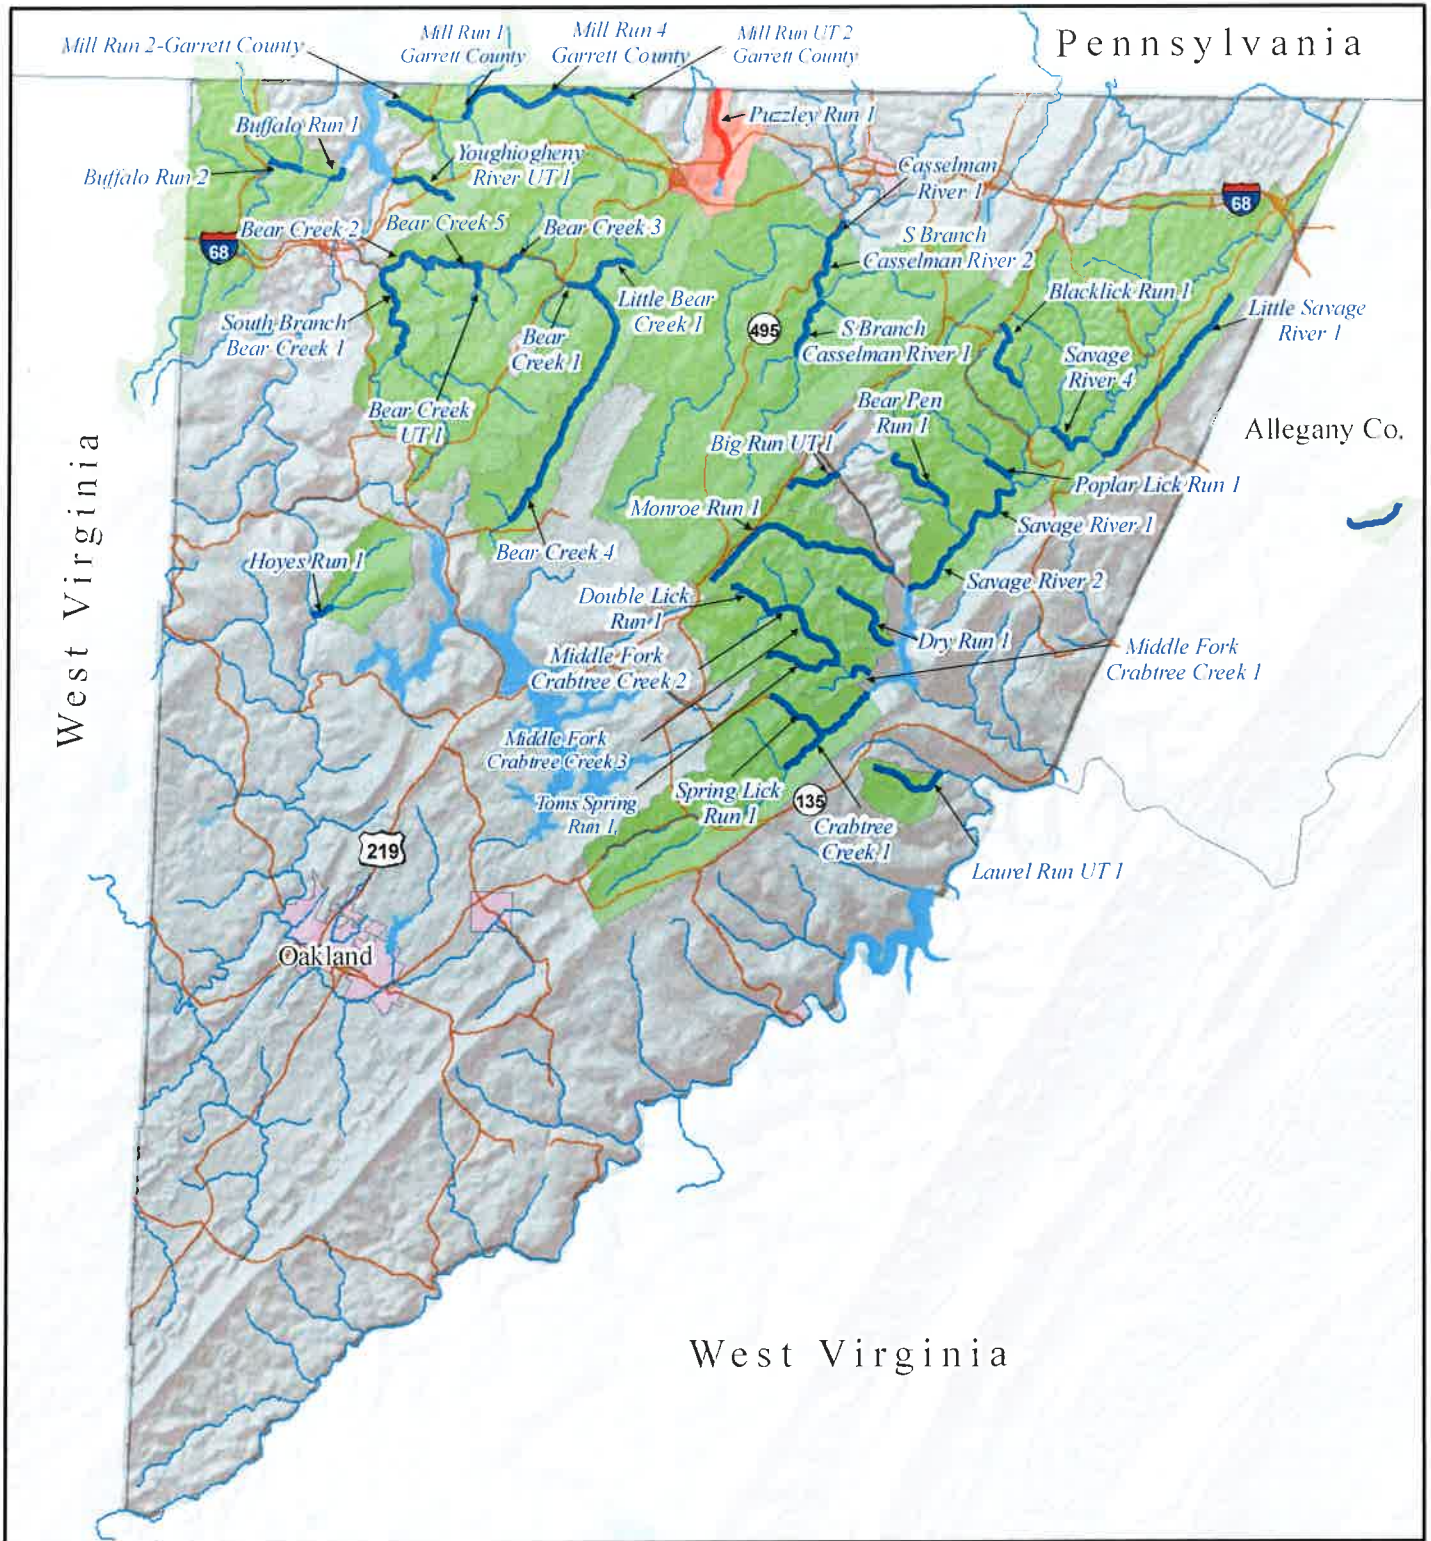 Pennsylvania
Mill Run 2-Garrett County
Mill Run 1
Garrett County
Mill Run 4
Garrett County
Mill Run UT 2
Garrett County
Puzzley Run 1
Buffalo Run 1
Buffalo Run 2
Youghiogheny
River UT 1
Casselman
River 1
68
Bear Creek 2
Bear Creek 5
Bear Creek 3
S Branch
Casselman River 2
68
Blacklick Run 1
Little Savage
River 1
Little Bear
Creek 1
South Branch
Bear Creek 1
Bear
Creek 1
495
S Branch
Casselman River 1
Savage
River 4
Bear Creek
UT 1
Bear Pen
Run 1
Allegany Co.
Big Run UT 1
West Virginia
Poplar Lick Run 1
Monroe Run 1
Savage River 1
Bear Creek 4
Hoyes Run 1
Savage River 2
Double Lick
Run 1
Dry Run 1
Middle Fork
Crabtree Creek 1
Middle Fork
Crabtree Creek 2
Middle Fork
Crabtree Creek 3
Toms Spring
Run 1
Spring Lick
Run 1
135
Crabtree
Creek 1
219
Laurel Run UT 1
Oakland
West Virginia